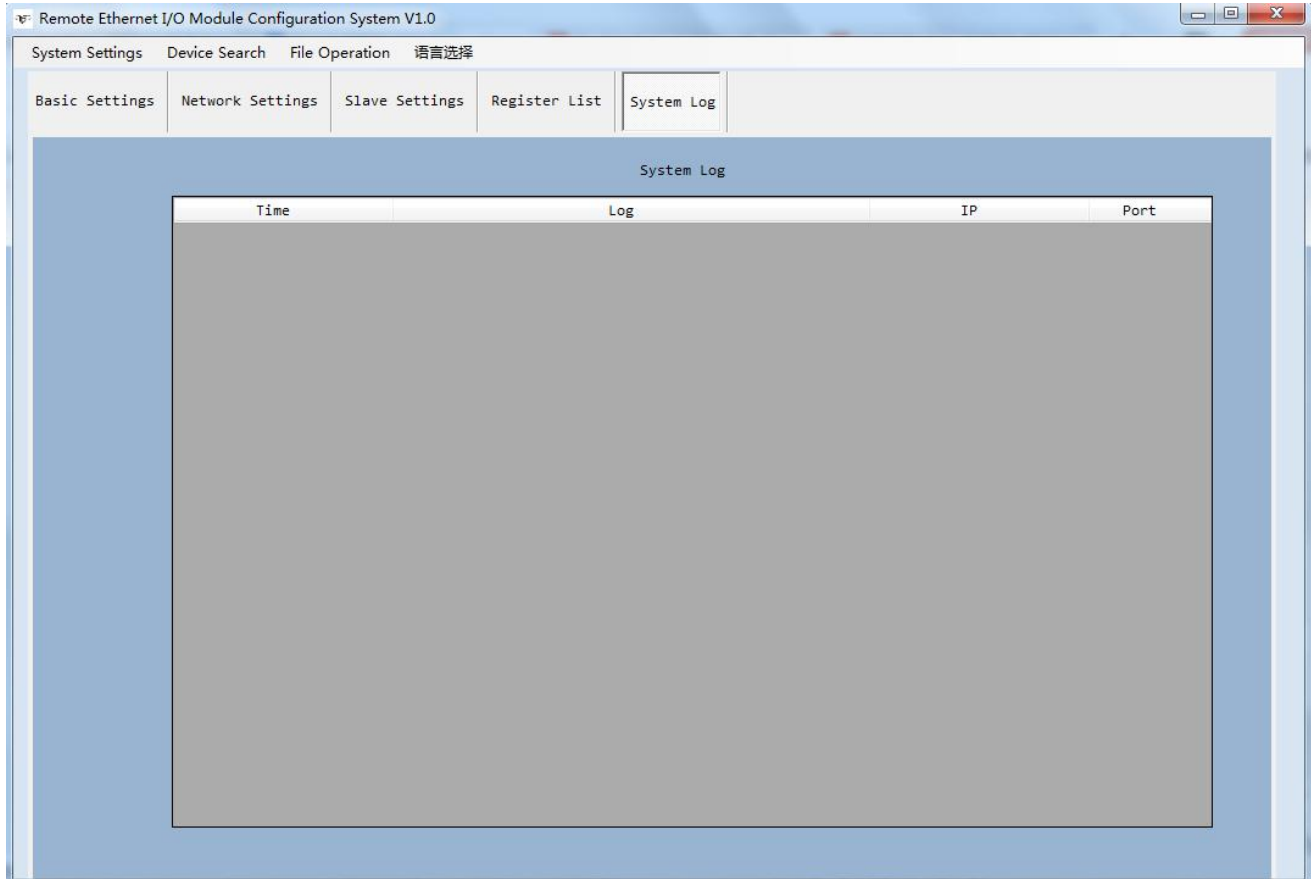 Remote Ethernet I/O Module Configuration System V1.0
System Settings Device Search File Operation 语言选择
Basic Settings Network Settings Slave Settings Register List System Log
System Log
Time Log IP Port